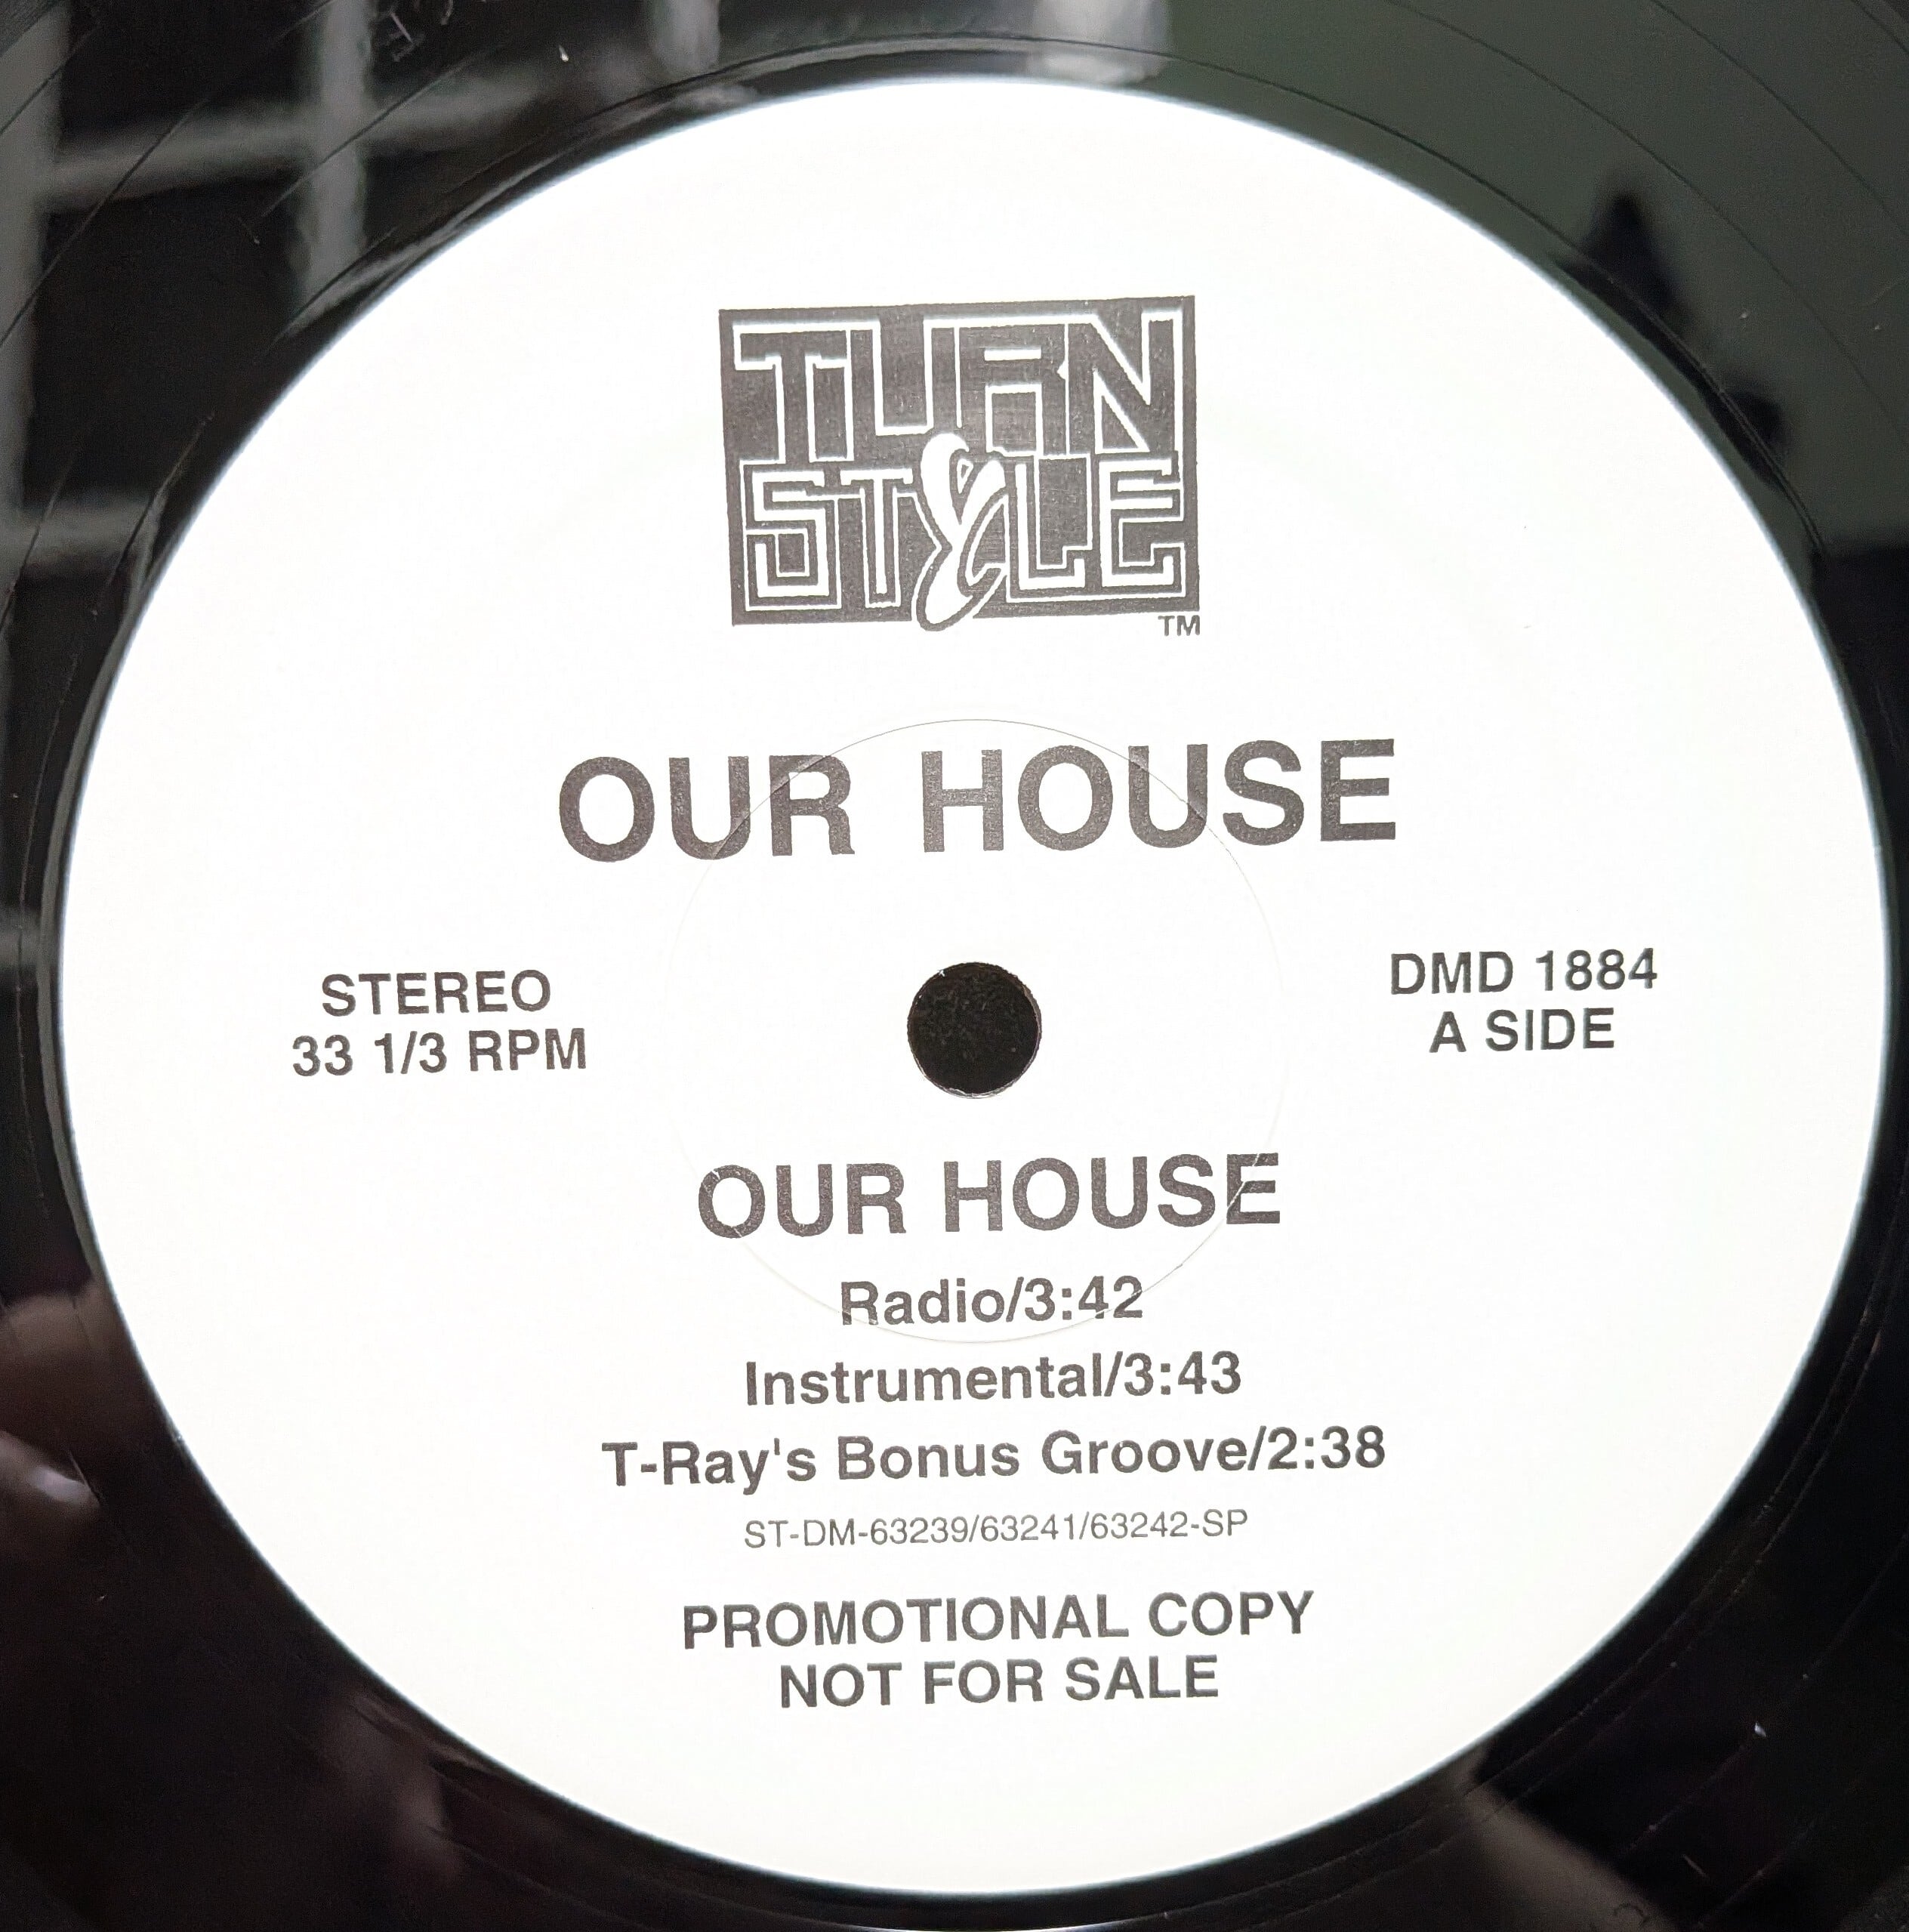 TURN
STYLE
TM
OUR HOUSE
STEREO
33 1/3 RPM
DMD 1884
A SIDE
OUR HOUSE
Radio/3:42
Instrumental/3:43
T-Ray's Bonus Groove/2:38
ST-DM-63239/63241/63242-SP
PROMOTIONAL COPY
NOT FOR SALE